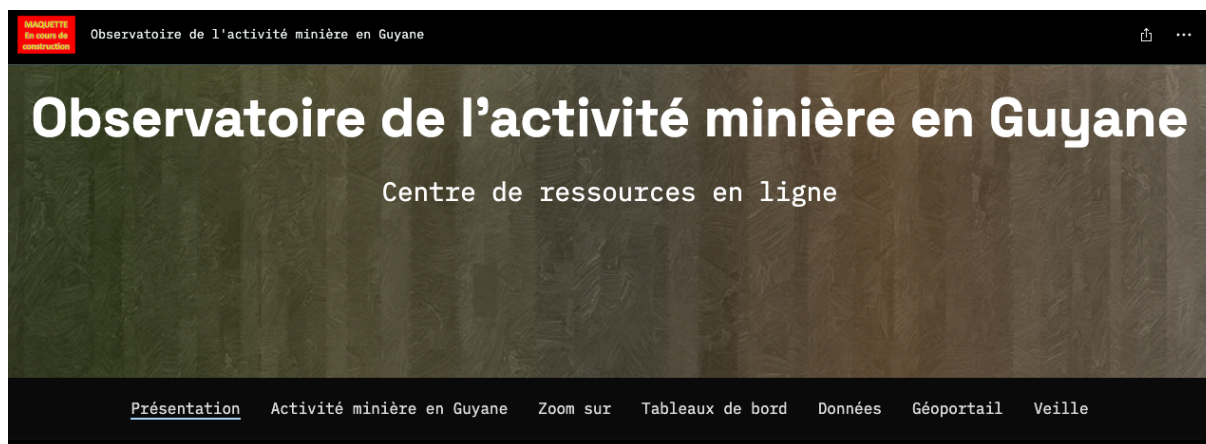 MAQUETTE
En cours de
construction
Observatoire de l'activité minière en Guyane
Observatoire de l'activité minière en Guyane
Centre de ressources en ligne
Présentation Activité minière en Guyane Zoom sur Tableaux de bord Données Géoportail Veille